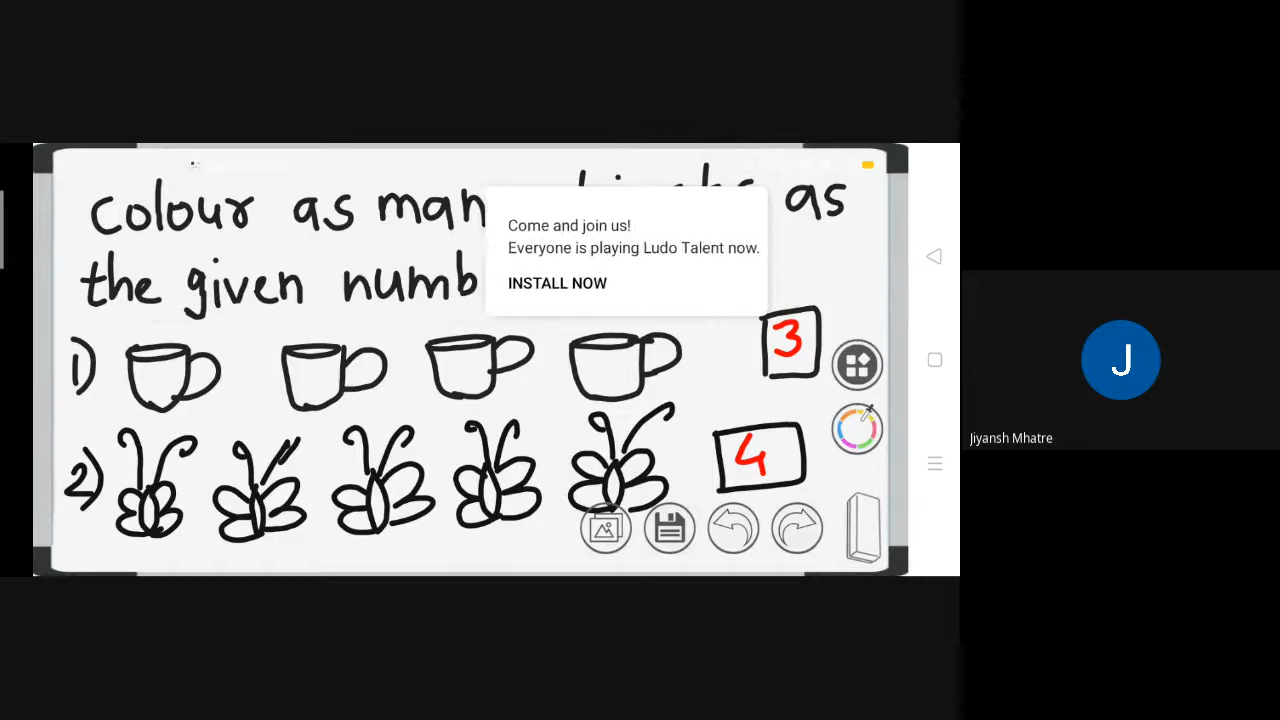 colour as man as
the given numb
Come and join us!
Everyone is playing Ludo Talent now.
INSTALL NOW
1) 3
2) 4
J
Jiyansh Mhatre